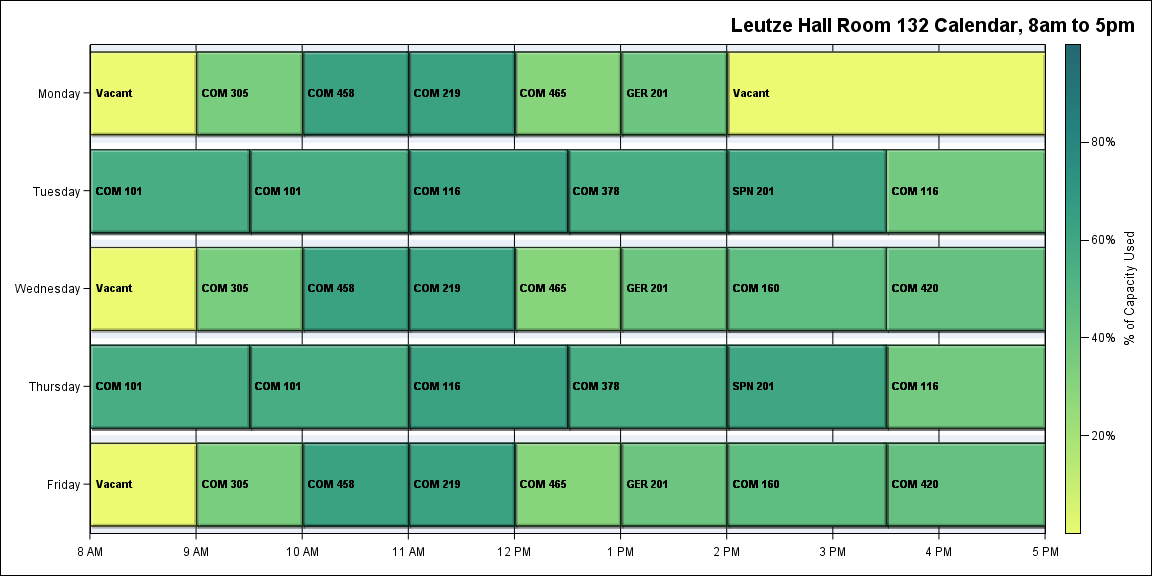 Leutze Hall Room 132 Calendar, 8am to 5pm
Monday
Vacant
COM 305
COM 458
COM 219
COM 465
GER 201
Vacant
Tuesday
COM 101
COM 101
COM 116
COM 378
SPN 201
COM 116
Wednesday
Vacant
COM 305
COM 458
COM 219
COM 465
GER 201
COM 160
COM 420
Thursday
COM 101
COM 101
COM 116
COM 378
SPN 201
COM 116
Friday
Vacant
COM 305
COM 458
COM 219
COM 465
GER 201
COM 160
COM 420
8 AM
9 AM
10 AM
11 AM
12 PM
1 PM
2 PM
3 PM
4 PM
5 PM
80%
60%
40%
20%
% of Capacity Used